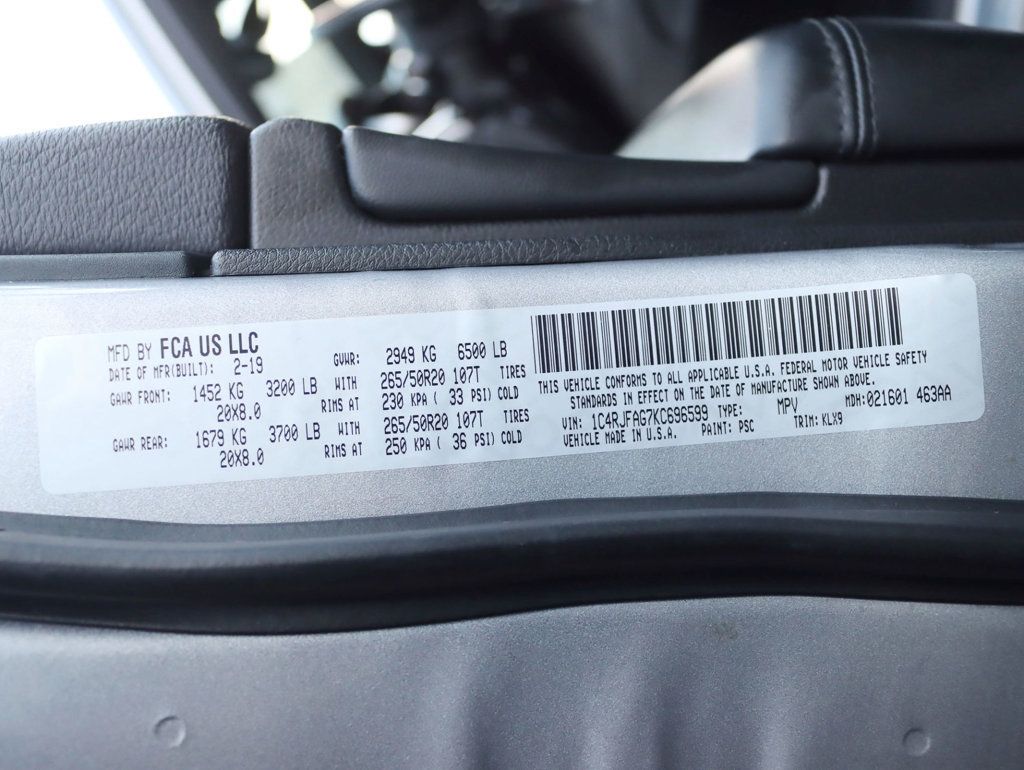 MFD BY FCA US LLC
DATE OF MFR(BUILT): 2-19
GVWR: 2949 KG 6500 LB
GAWR FRONT: 1452 KG 3200 LB WITH 265/50R20 107T TIRES
20X8.0 RIMS AT 230 KPA ( 33 PSI) COLD
GAWR REAR: 1679 KG 3700 LB WITH 265/50R20 107T TIRES
20X8.0 RIMS AT 250 KPA ( 36 PSI) COLD
THIS VEHICLE CONFORMS TO ALL APPLICABLE U.S.A. FEDERAL MOTOR VEHICLE SAFETY
STANDARDS IN EFFECT ON THE DATE OF MANUFACTURE SHOWN ABOVE.
VIN: 1C4RJFAG7KC696599 TYPE: MPV MDH:021601 463AA
VEHICLE MADE IN U.S.A. PAINT: PSC TRIM: KLX9